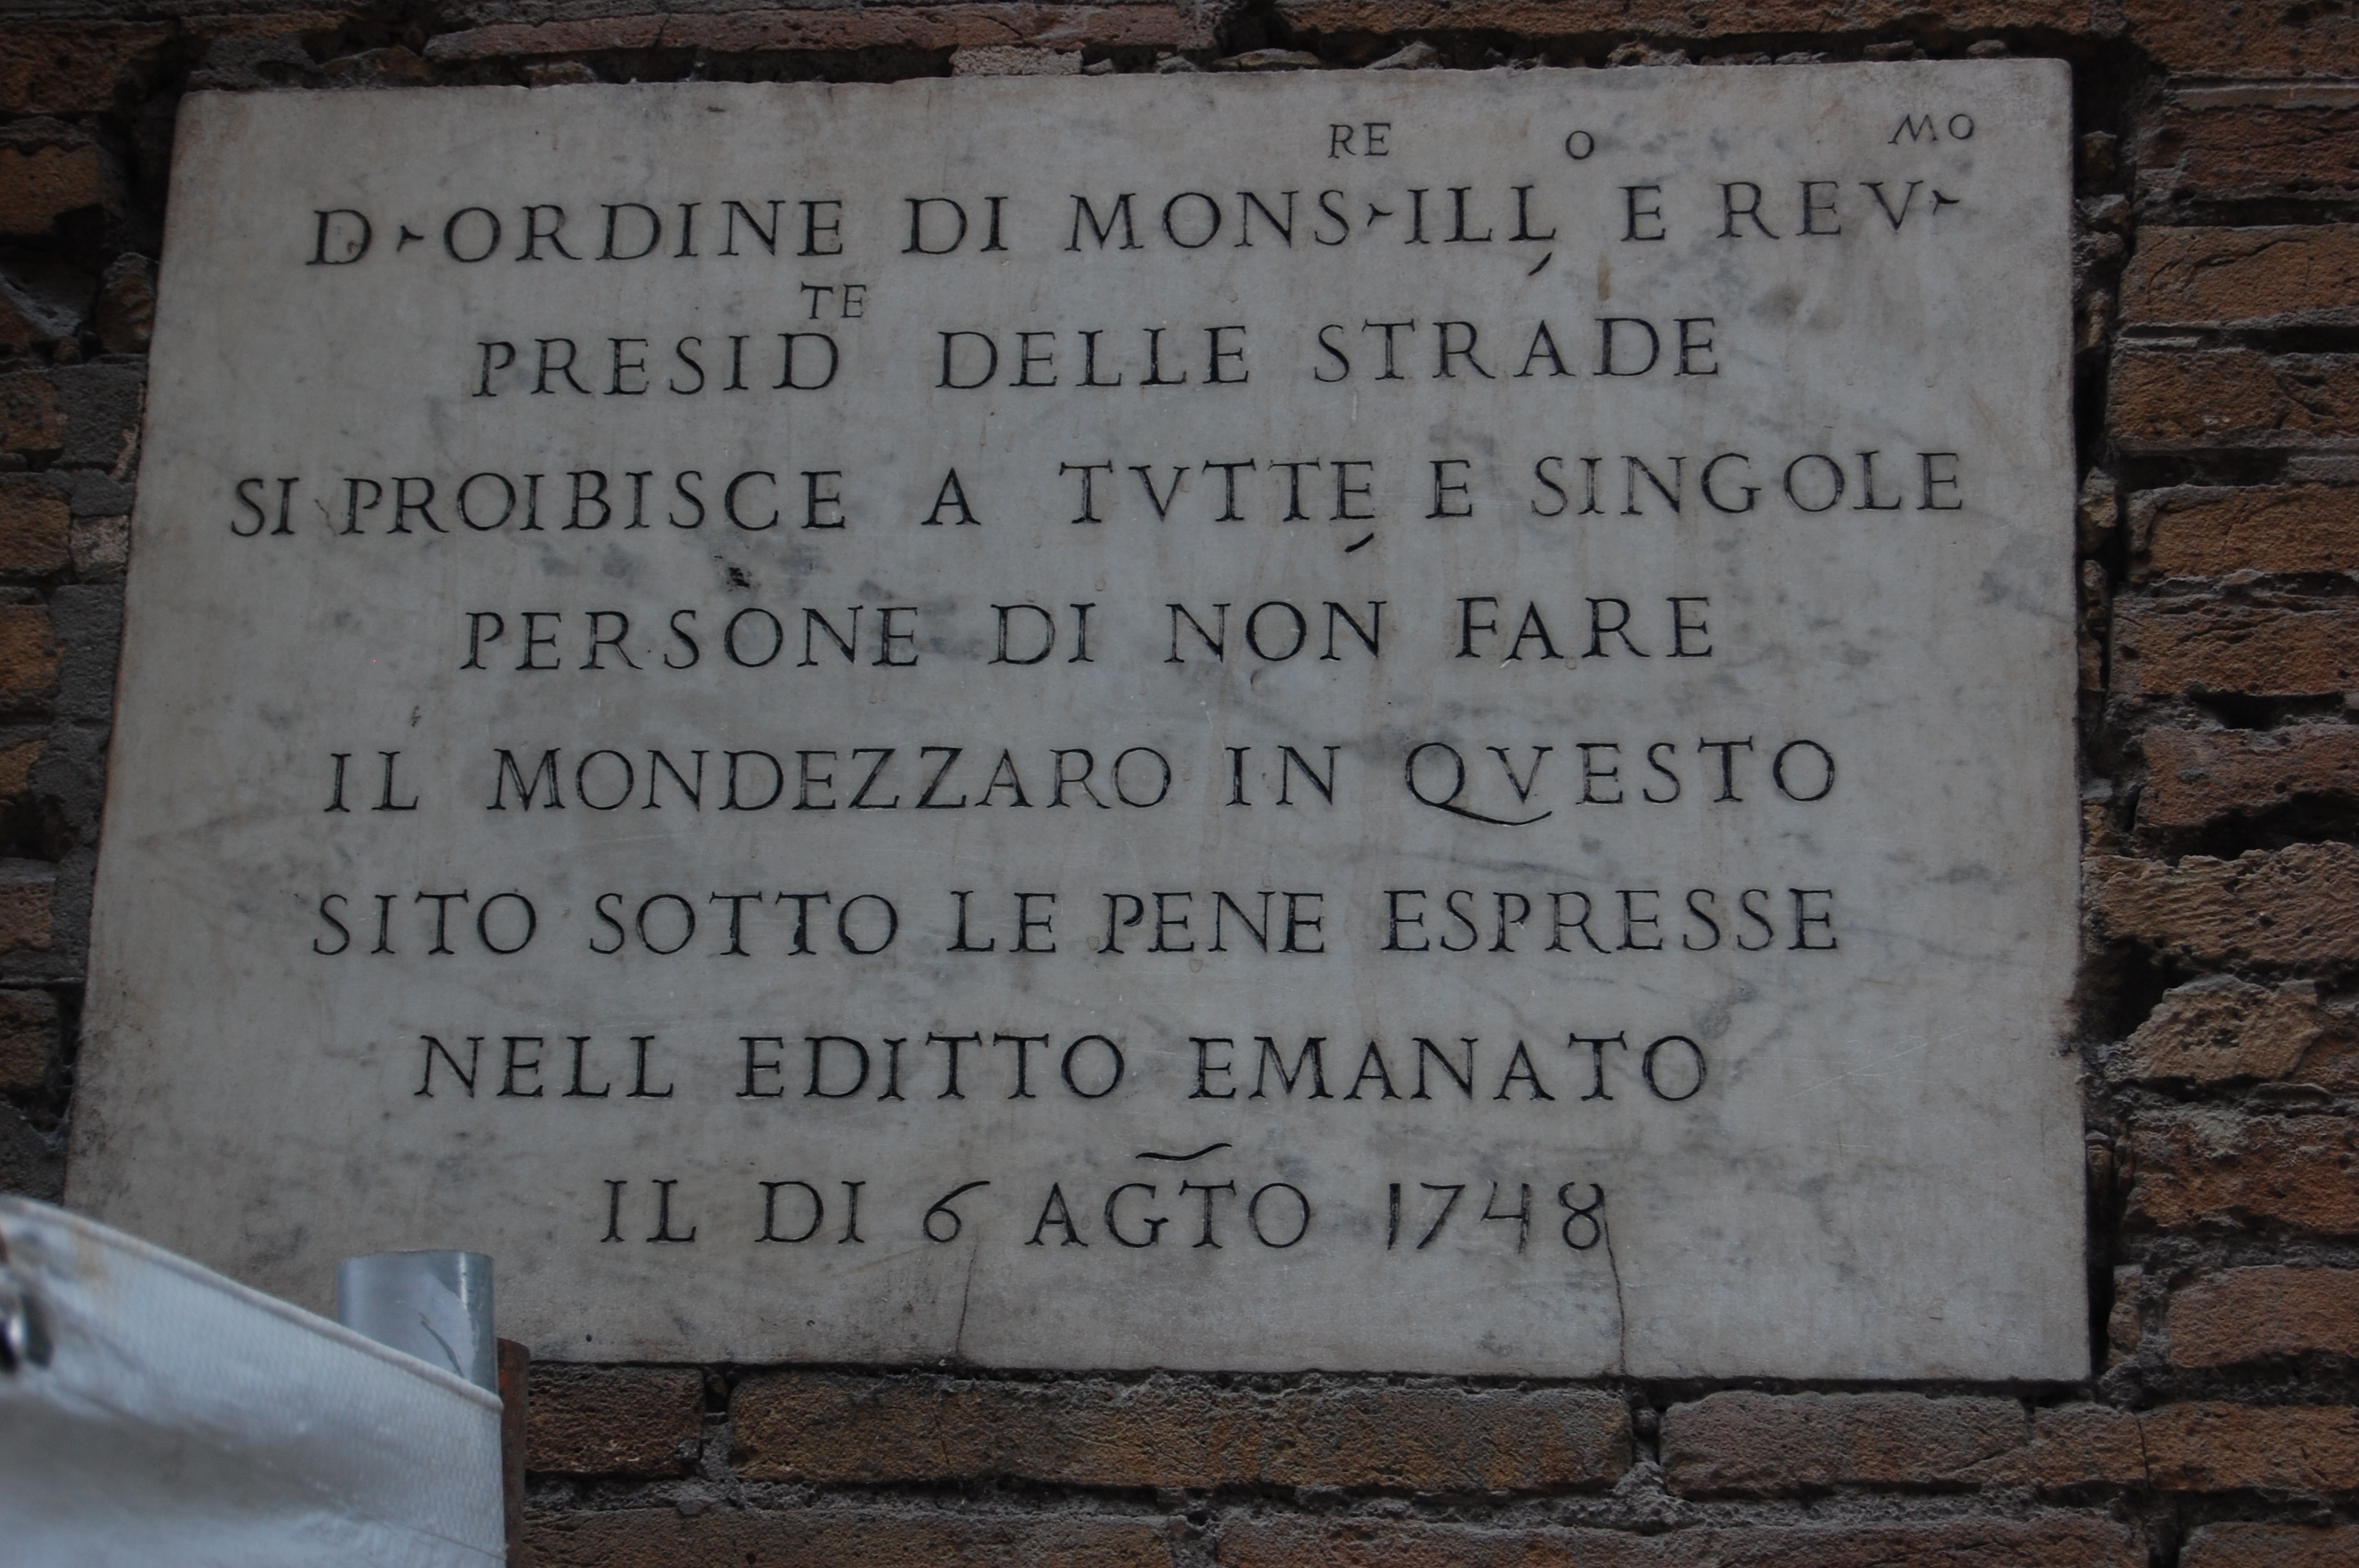 RE O MO
D▸ORDINE DI MONS▸ILL E REV▸
TE
PRESID DELLE STRADE
SI PROIBISCE A TVTTE E SINGOLE
PERSONE DI NON FARE
IL MONDEZZARO IN QVESTO
SITO SOTTO LE PENE ESPRESSE
NELL EDITTO EMANATO
IL DI 6 AGTO 1748